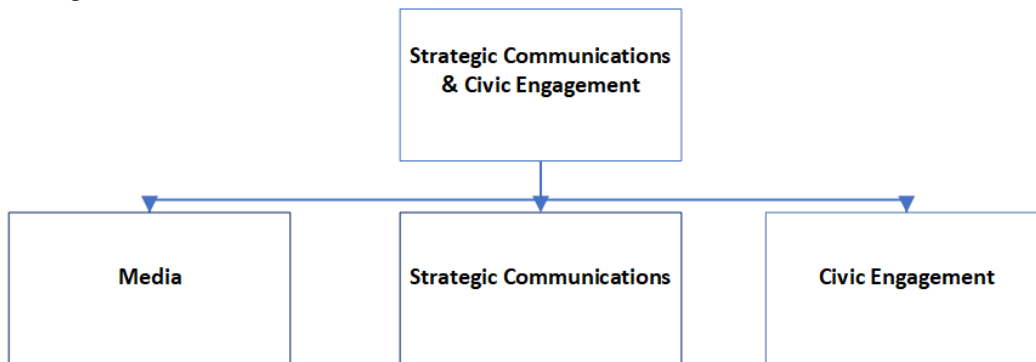 Strategic Communications
& Civic Engagement
Media
Strategic Communications
Civic Engagement